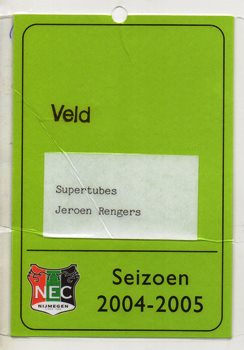 Veld
Supertubes
Jeroen Rengers
NEC
NIJMEGEN
Seizoen
2004-2005